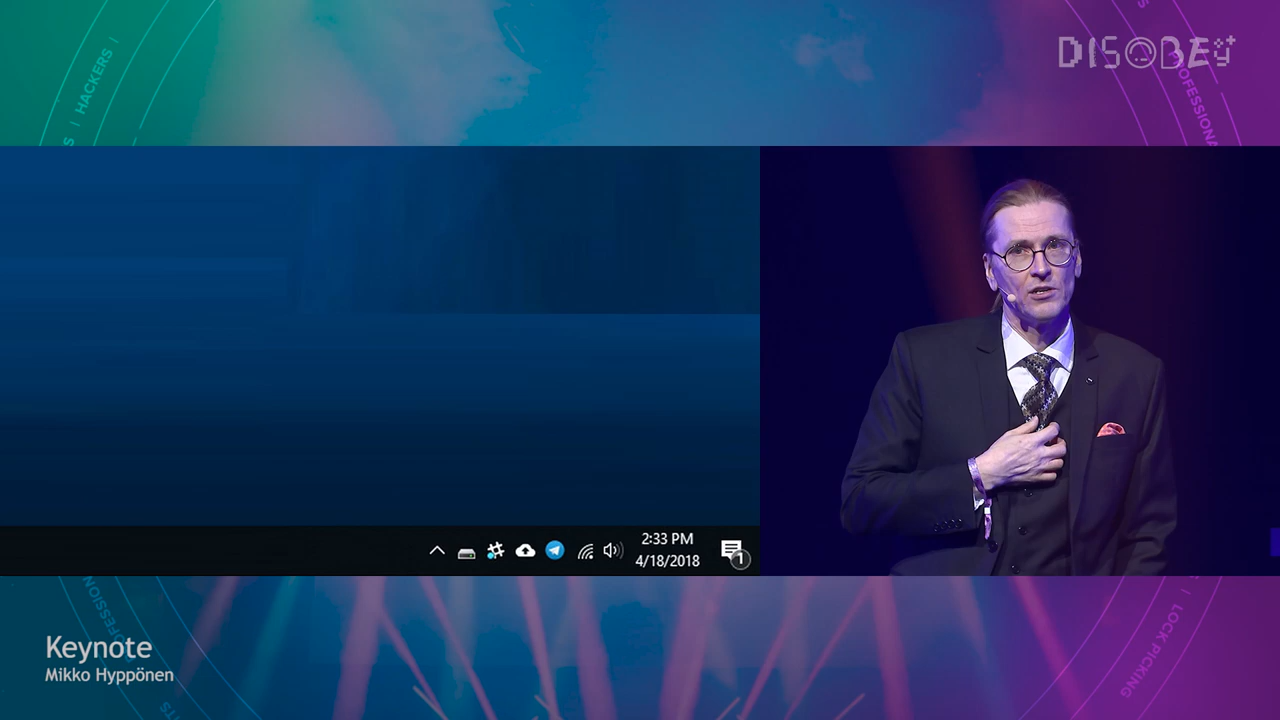 HACKERS |
DISOBEY
PROFESSIONA
2:33 PM
4/18/2018
1
Keynote
Mikko Hyppönen
| LOCK PICKING